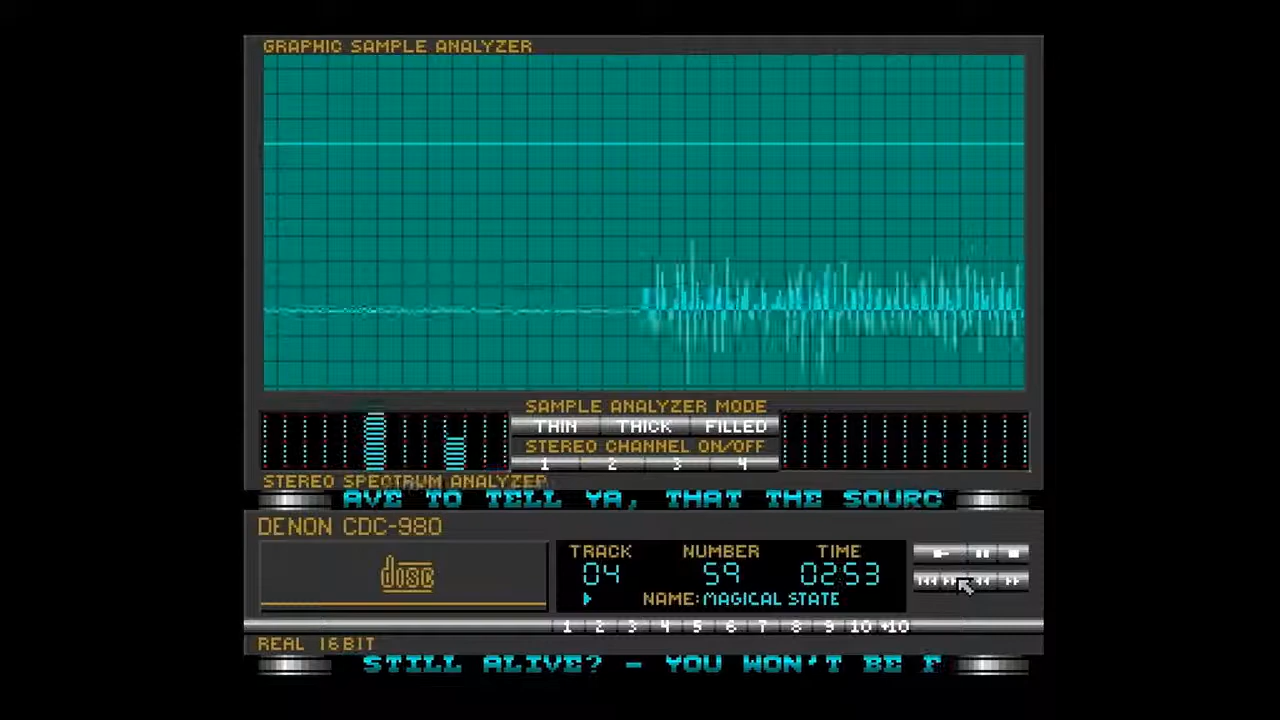 GRAPHIC SAMPLE ANALYZER
SAMPLE ANALYZER MODE
THIN THICK FILLED
STEREO CHANNEL ON/OFF
1 2 3 4
STEREO SPECTRUM ANALYZER
AVE TO TELL YA, THAT THE SOURC
DENON CDC-980
disc
TRACK NUMBER TIME
04 59 02:53
NAME:MAGICAL STATE
1 2 3 4 5 6 7 8 9 10 +10
REAL 16BIT
STILL ALIVE? - YOU WON'T BE F